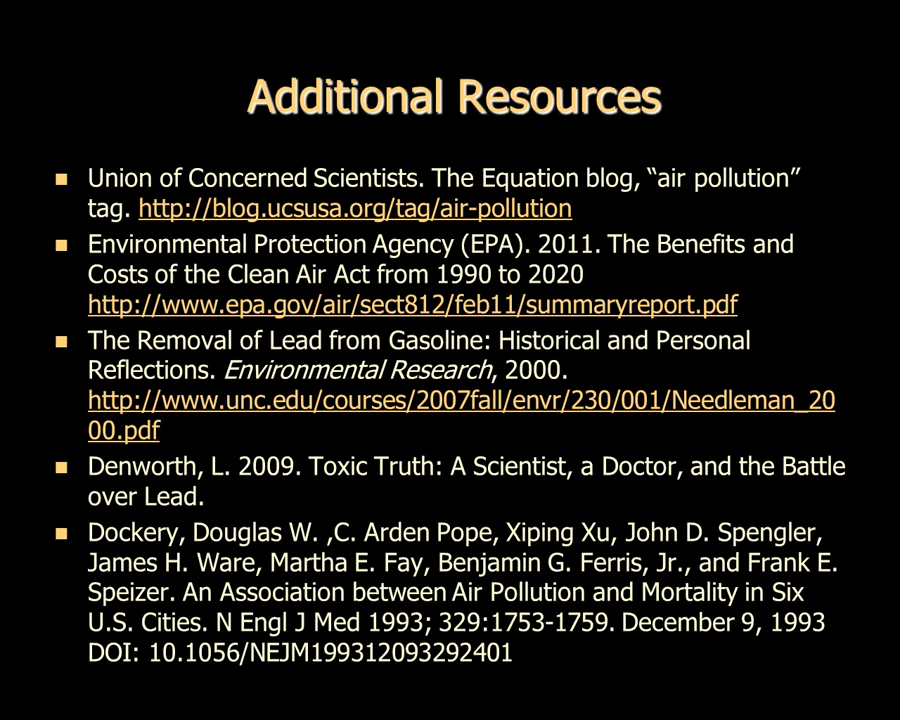 Additional Resources
Union of Concerned Scientists. The Equation blog, “air pollution”
tag. http://blog.ucsusa.org/tag/air-pollution
Environmental Protection Agency (EPA). 2011. The Benefits and
Costs of the Clean Air Act from 1990 to 2020
http://www.epa.gov/air/sect812/feb11/summaryreport.pdf
The Removal of Lead from Gasoline: Historical and Personal
Reflections. Environmental Research, 2000.
http://www.unc.edu/courses/2007fall/envr/230/001/Needleman_20
00.pdf
Denworth, L. 2009. Toxic Truth: A Scientist, a Doctor, and the Battle
over Lead.
Dockery, Douglas W. ,C. Arden Pope, Xiping Xu, John D. Spengler,
James H. Ware, Martha E. Fay, Benjamin G. Ferris, Jr., and Frank E.
Speizer. An Association between Air Pollution and Mortality in Six
U.S. Cities. N Engl J Med 1993; 329:1753-1759. December 9, 1993
DOI: 10.1056/NEJM199312093292401